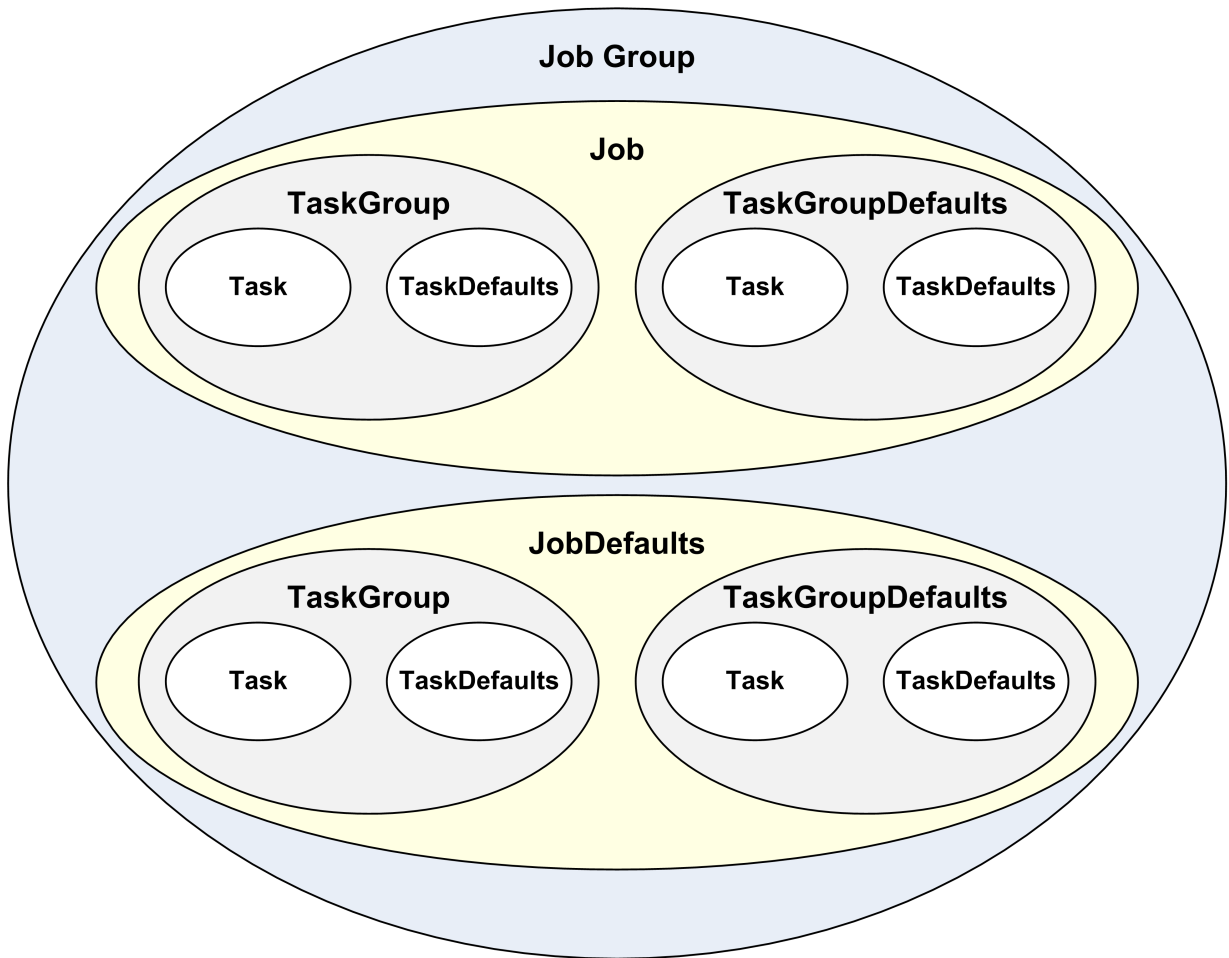 Job Group
Job
TaskGroup
TaskGroupDefaults
Task
TaskDefaults
Task
TaskDefaults
JobDefaults
TaskGroup
TaskGroupDefaults
Task
TaskDefaults
Task
TaskDefaults